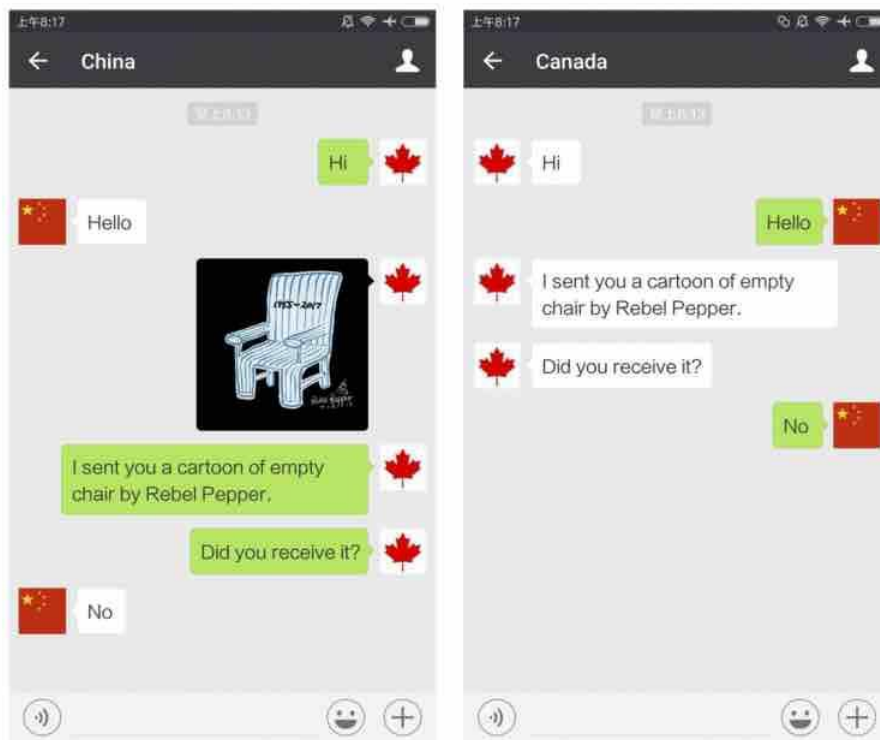 上午8:17
China
Hi
Hello
1955-2017
I sent you a cartoon of empty
chair by Rebel Pepper.
Did you receive it?
No
上午8:17
Canada
Hi
Hello
I sent you a cartoon of empty
chair by Rebel Pepper.
Did you receive it?
No